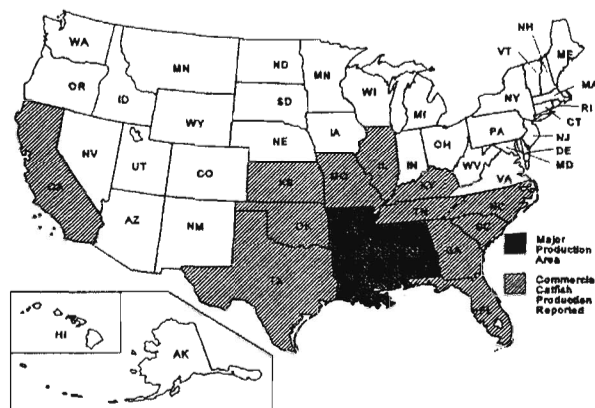 WA
OR
ID
MN
ND
MN
SD
WY
NE
IA
WI
MI
NV
UT
CO
AZ
NM
CA
KS
MO
IL
IN
OH
KY
WV
VA
PA
NY
VT
NH
ME
MA
RI
CT
NJ
DE
MD
TN
NC
SC
GA
FL
OK
TX
HI
AK
Major
Production
Area
Commercia
Catfish
Production
Reported